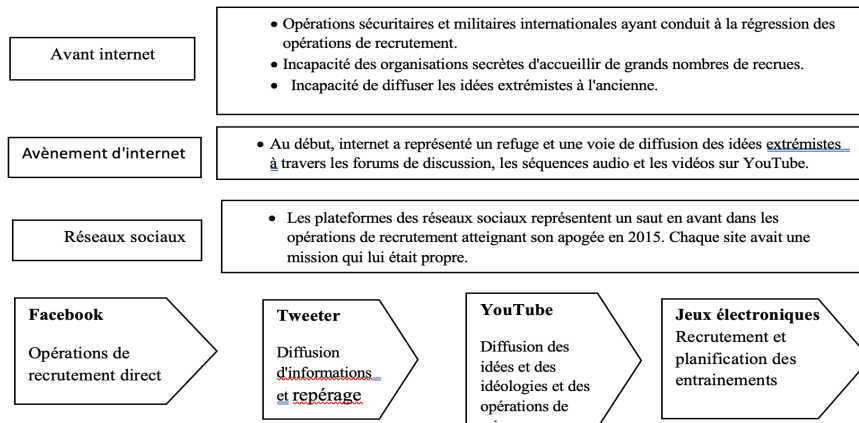 Avant internet
• Opérations sécuritaires et militaires internationales ayant conduit à la régression des
opérations de recrutement.
• Incapacité des organisations secrètes d'accueillir de grands nombres de recrues.
• Incapacité de diffuser les idées extrémistes à l'ancienne.
Avènement d'internet
• Au début, internet a représenté un refuge et une voie de diffusion des idées extrémistes
à travers les forums de discussion, les séquences audio et les vidéos sur YouTube.
Réseaux sociaux
• Les plateformes des réseaux sociaux représentent un saut en avant dans les
opérations de recrutement atteignant son apogée en 2015. Chaque site avait une
mission qui lui était propre.
Facebook
Opérations de
recrutement direct
Tweeter
Diffusion
d'informations
et repérage
YouTube
Diffusion des
idées et des
idéologies et des
opérations de
Jeux électroniques
Recrutement et
planification des
entrainements